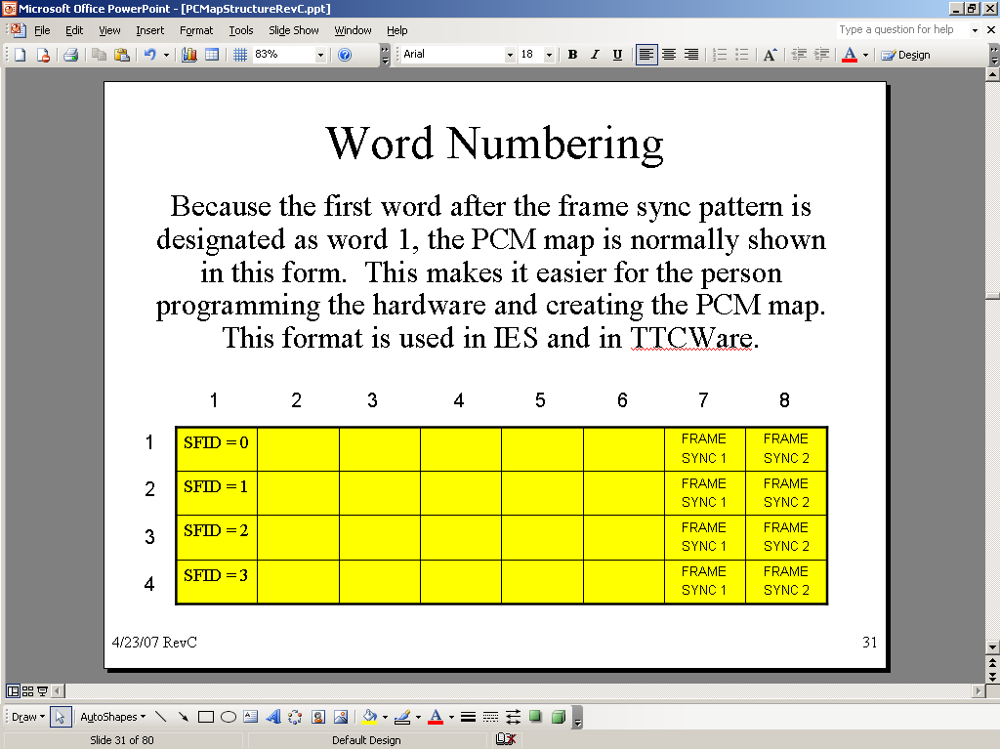 Microsoft Office PowerPoint - [PCMapStructureRevC.ppt]
File Edit View Insert Format Tools Slide Show Window Help Type a question for help
83% Arial 18 B I U A A Design
Word Numbering
Because the first word after the frame sync pattern is
designated as word 1, the PCM map is normally shown
in this form. This makes it easier for the person
programming the hardware and creating the PCM map.
This format is used in IES and in TTCWare.
1 2 3 4 5 6 7 8
1 SFID = 0 FRAME SYNC 1 FRAME SYNC 2
2 SFID = 1 FRAME SYNC 1 FRAME SYNC 2
3 SFID = 2 FRAME SYNC 1 FRAME SYNC 2
4 SFID = 3 FRAME SYNC 1 FRAME SYNC 2
4/23/07 RevC 31
Draw AutoShapes A A
Slide 31 of 80 Default Design